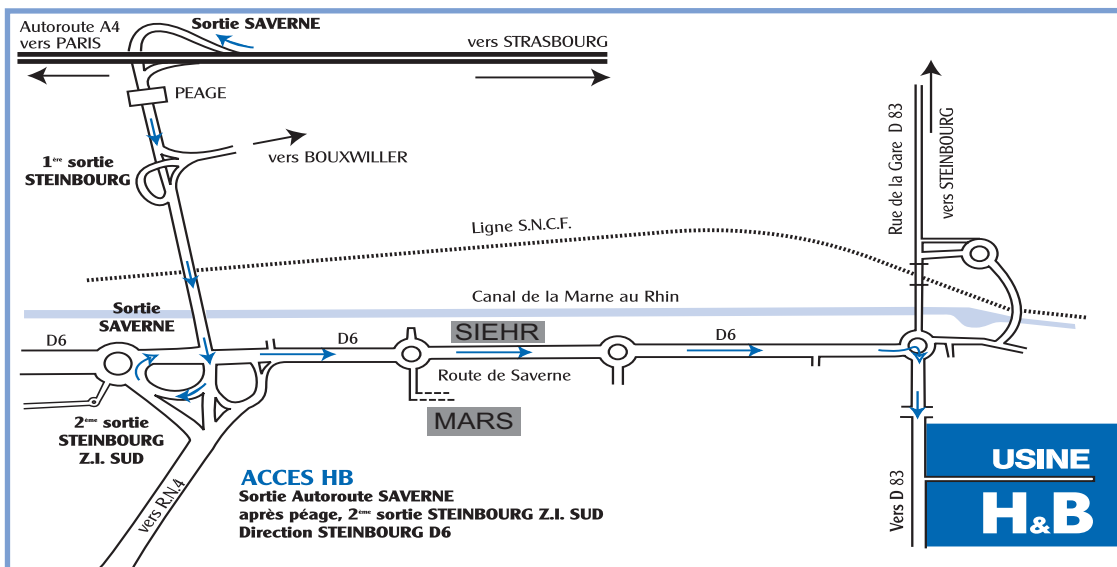 Autoroute A4
vers PARIS
Sortie SAVERNE
vers STRASBOURG
PEAGE
1ère sortie
STEINBOURG
vers BOUXWILLER
Rue de la Gare D 83
vers STEINBOURG
Ligne S.N.C.F.
Canal de la Marne au Rhin
Sortie
SAVERNE
D6
D6
SIEHR
D6
Route de Saverne
MARS
2ème sortie
STEINBOURG
Z.I. SUD
vers R.N.4
ACCES HB
Sortie Autoroute SAVERNE
après péage, 2ème sortie STEINBOURG Z.I. SUD
Direction STEINBOURG D6
Vers D 83
USINE
H&B